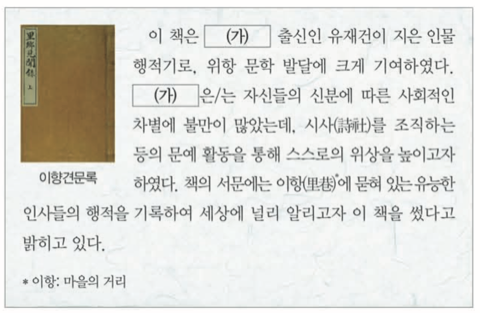 里鄕見聞錄 上
이향견문록
이 책은 (가) 출신인 유재건이 지은 인물
행적기로, 위항 문학 발달에 크게 기여하였다.
(가) 은/는 자신들의 신분에 따른 사회적인
차별에 불만이 많았는데, 시사(詩社)를 조직하는
등의 문예 활동을 통해 스스로의 위상을 높이고자
하였다. 책의 서문에는 이항(里巷)*에 묻혀 있는 유능한
인사들의 행적을 기록하여 세상에 널리 알리고자 이 책을 썼다고
밝히고 있다.
* 이항: 마을의 거리